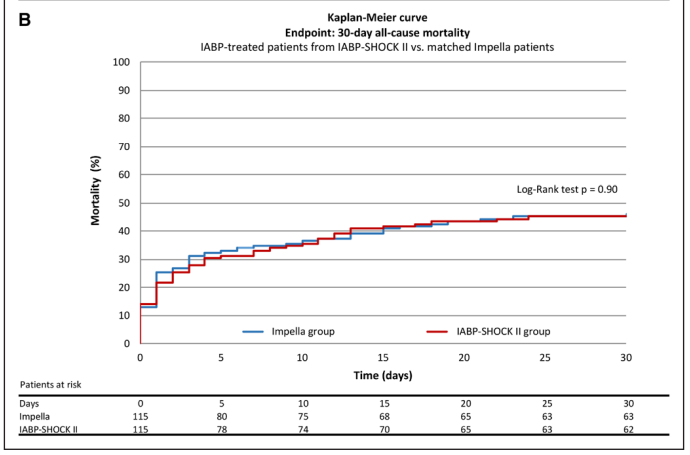 B
Kaplan-Meier curve
Endpoint: 30-day all-cause mortality
IABP-treated patients from IABP-SHOCK II vs. matched Impella patients
100
90
80
70
60
50
40
30
20
10
0
Mortality (%)
Log-Rank test p = 0.90
Impella group
IABP-SHOCK II group
0 5 10 15 20 25 30
Time (days)
Patients at risk
Days 0 5 10 15 20 25 30
Impella 115 80 75 68 65 63 63
IABP-SHOCK II 115 78 74 70 65 63 62